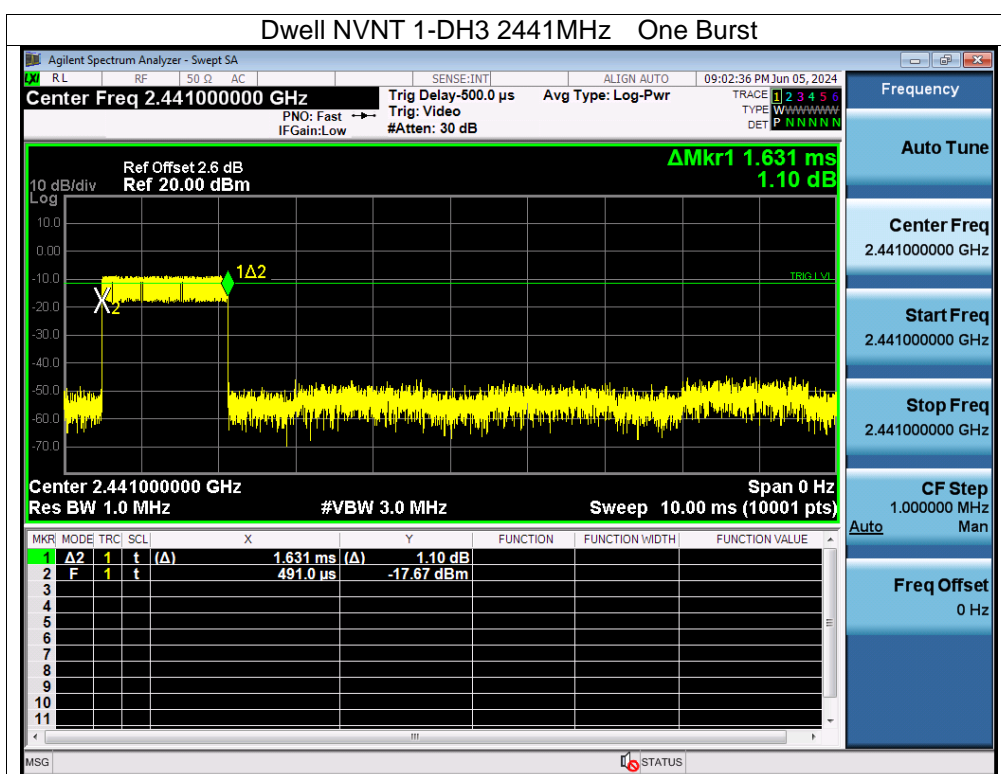 Dwell NVNT 1-DH3 2441MHz One Burst
Agilent Spectrum Analyzer - Swept SA
LXI RL RF 50 Ω AC SENSE:INT ALIGN AUTO 09:02:36 PM Jun 05, 2024
Center Freq 2.441000000 GHz
PNO: Fast
IFGain:Low
Trig Delay-500.0 µs
Trig: Video
#Atten: 30 dB
Avg Type: Log-Pwr
TRACE 1 2 3 4 5 6
TYPE WWWWWW
DET P N N N N N
Ref Offset 2.6 dB
10 dB/div Ref 20.00 dBm
Log
ΔMkr1 1.631 ms
1.10 dB
10.0
0.00
-10.0
-20.0
-30.0
-40.0
-50.0
-60.0
-70.0
1Δ2
X2
TRIG LVL
Center 2.441000000 GHz Span 0 Hz
Res BW 1.0 MHz #VBW 3.0 MHz Sweep 10.00 ms (10001 pts)
MKR MODE TRC SCL X Y FUNCTION FUNCTION WIDTH FUNCTION VALUE
1 Δ2 1 t (Δ) 1.631 ms (Δ) 1.10 dB
2 F 1 t 491.0 µs -17.67 dBm
3
4
5
6
7
8
9
10
11
MSG STATUS
Frequency
Auto Tune
Center Freq
2.441000000 GHz
Start Freq
2.441000000 GHz
Stop Freq
2.441000000 GHz
CF Step
1.000000 MHz
Auto Man
Freq Offset
0 Hz